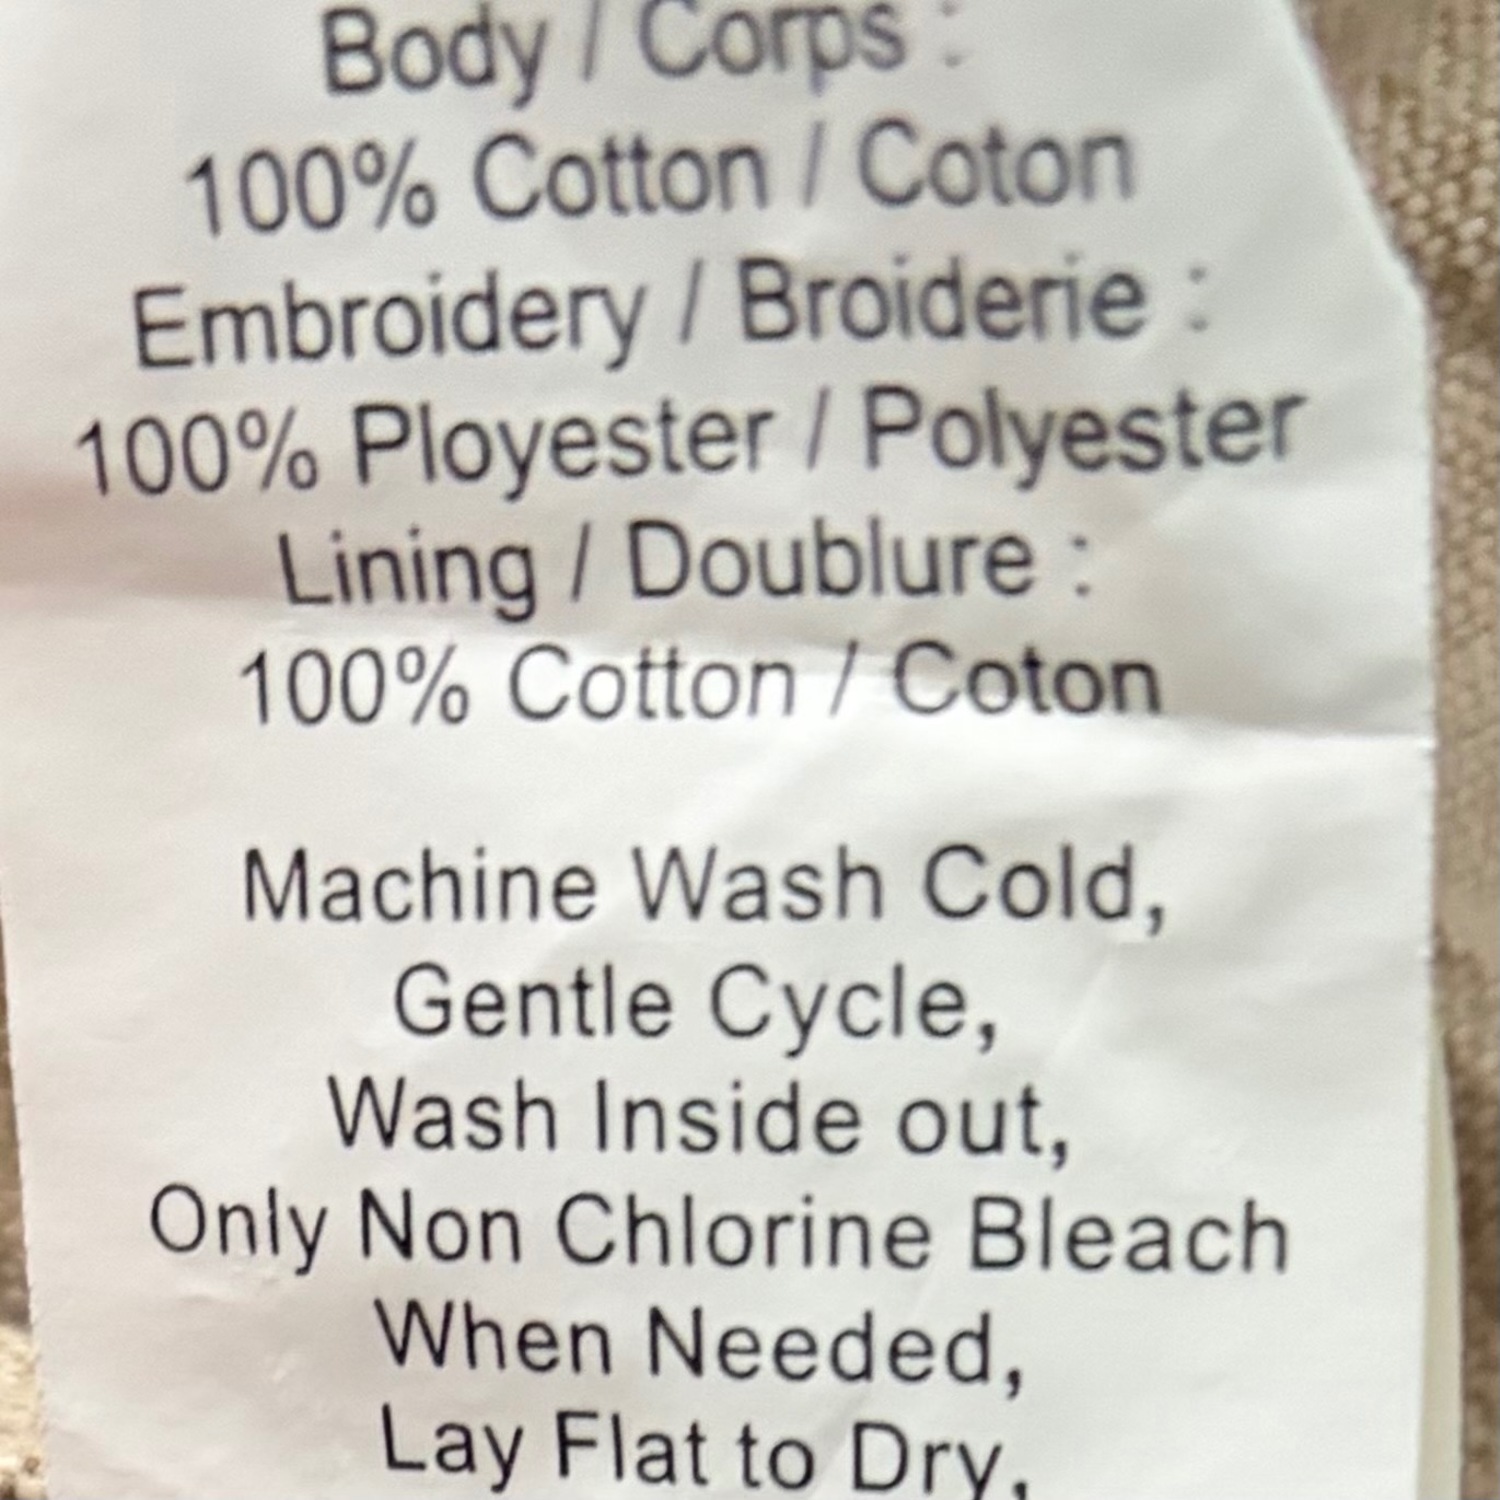 Body / Corps :
100% Cotton / Coton
Embroidery / Broiderie :
100% Ployester / Polyester
Lining / Doublure :
100% Cotton / Coton
Machine Wash Cold,
Gentle Cycle,
Wash Inside out,
Only Non Chlorine Bleach
When Needed,
Lay Flat to Dry,